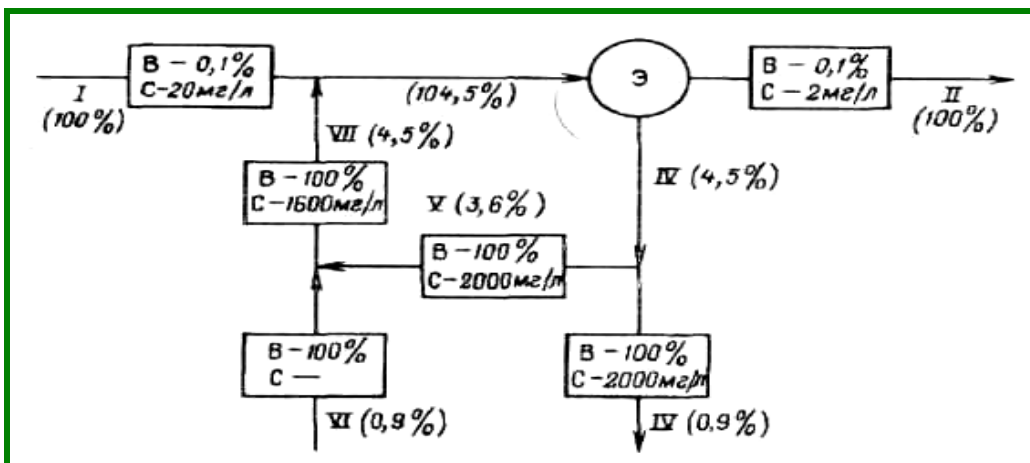 В – 0,1%
С–20мг/л
I
(100%)
(104,5%)
Э
В – 0,1%
С – 2мг/л
II
(100%)
VII (4,5%)
IV (4,5%)
В –100%
С–1600мг/л
V (3,6%)
В –100%
С–2000мг/л
В –100%
С —
В –100%
С–2000мг/л
VI (0,9%)
IV (0,9%)